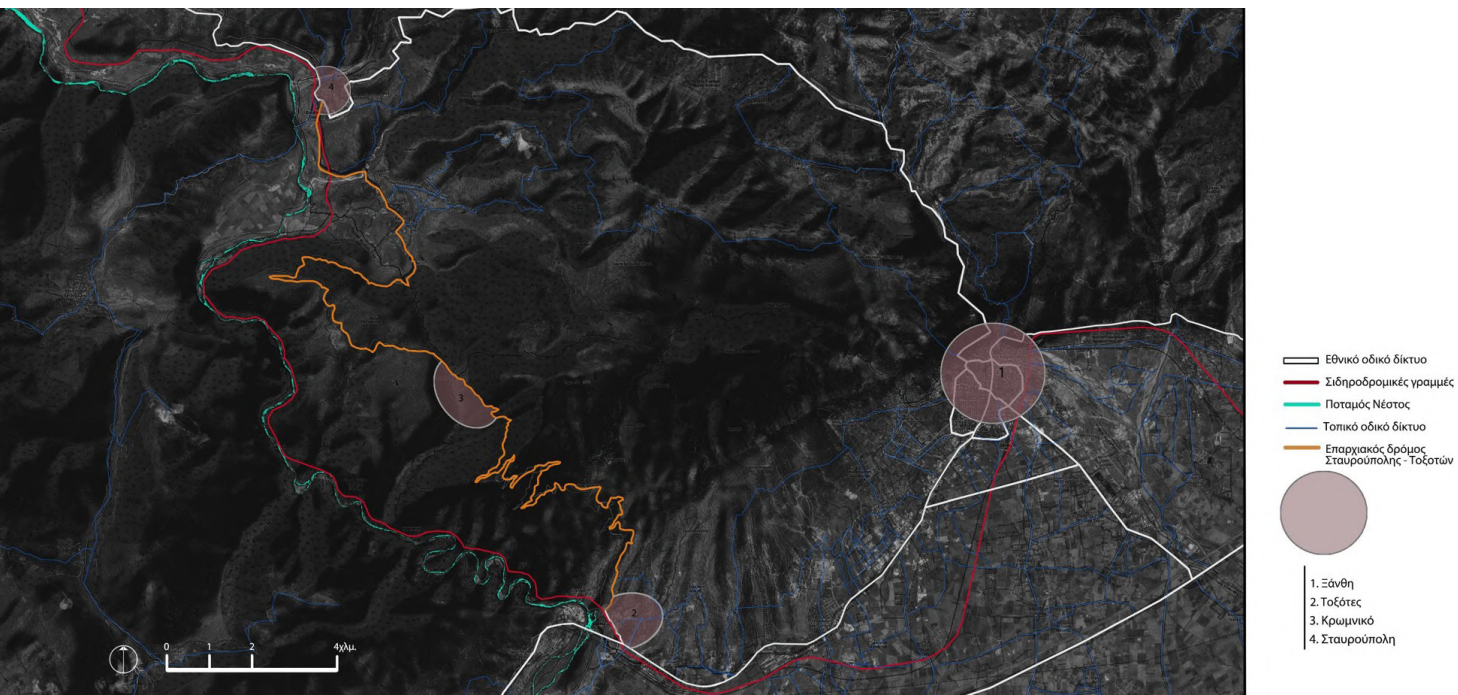 4
3
1
2
0 1 2 4χλμ.
Εθνικό οδικό δίκτυο
Σιδηροδρομικές γραμμές
Ποταμός Νέστος
Τοπικό οδικό δίκτυο
Επαρχιακός δρόμος
Σταυρούπολης - Τοξοτών
1. Ξάνθη
2. Τοξότες
3. Κρωμνικό
4. Σταυρούπολη